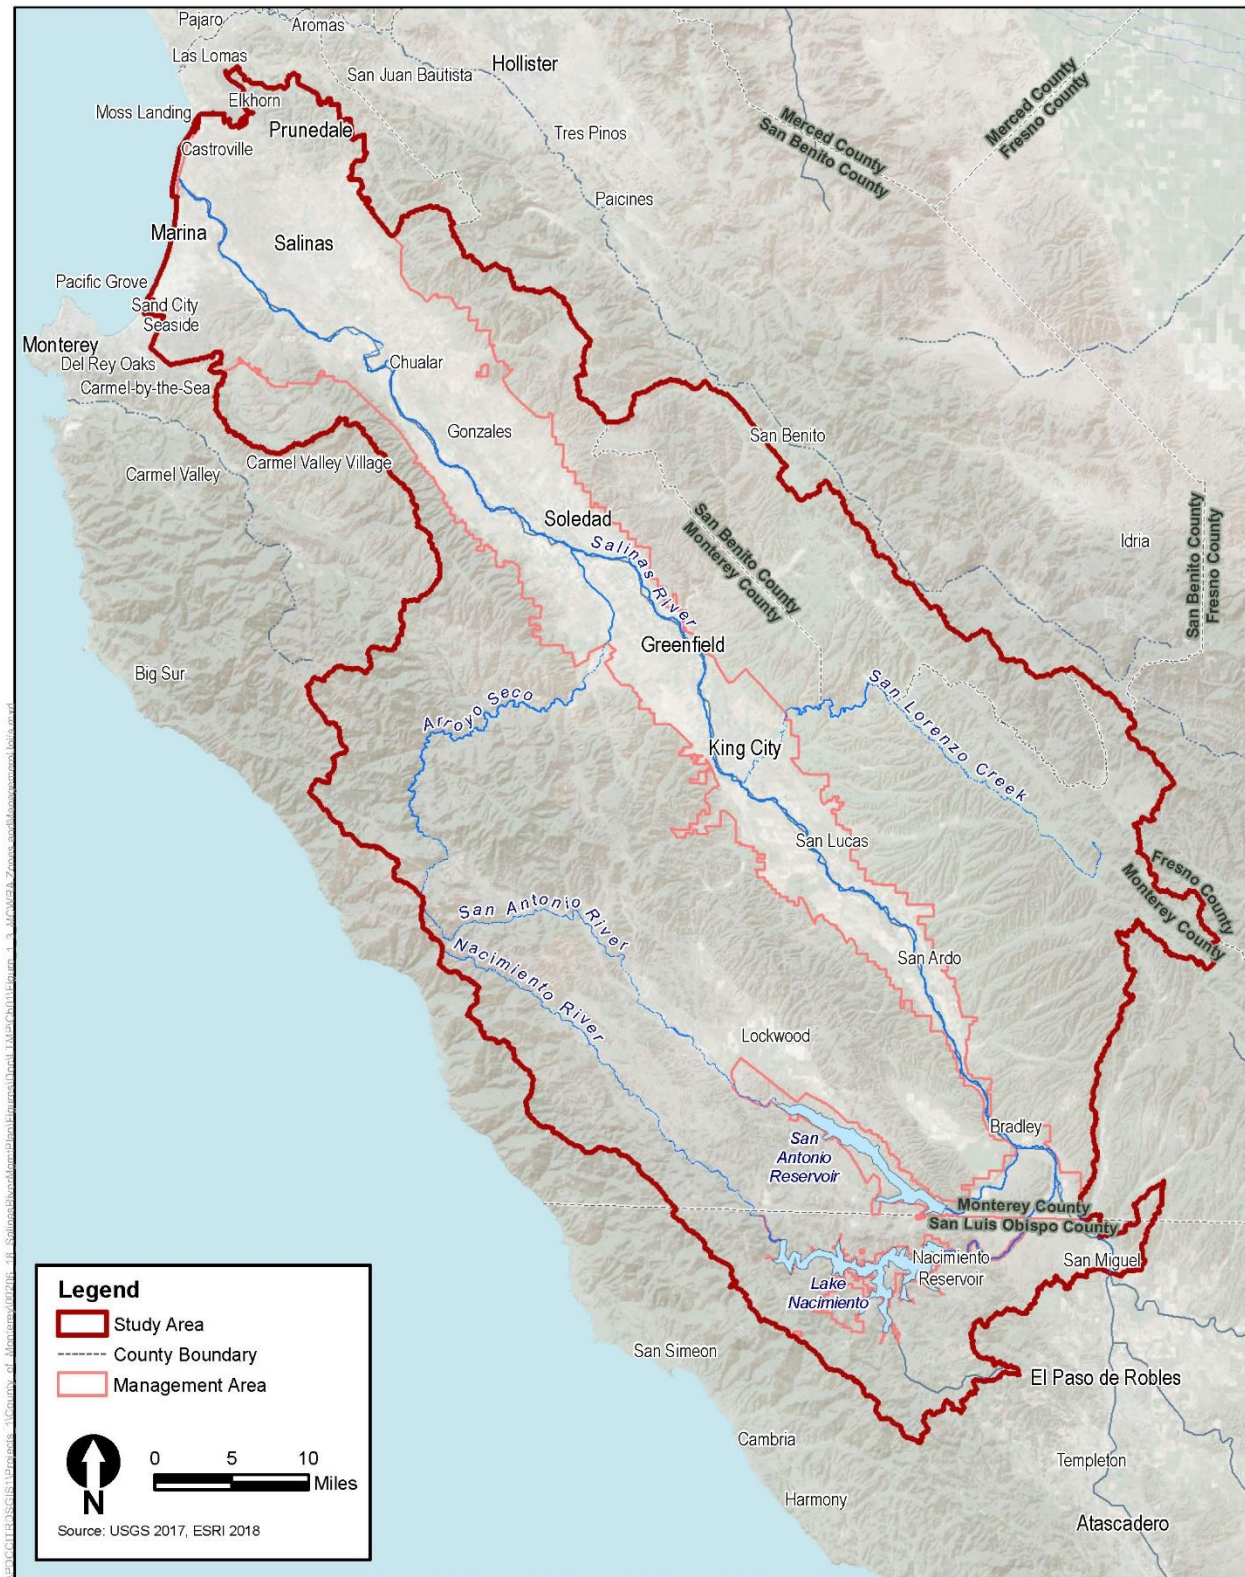 Pajaro
Aromas
Las Lomas
Hollister
San Juan Bautista
Elkhorn
Moss Landing
Prunedale
Tres Pinos
Merced County
San Benito County
Merced County
Fresno County
Castroville
Paicines
Marina
Salinas
Pacific Grove
Sand City
Seaside
Monterey
Del Rey Oaks
Carmel-by-the-Sea
Chualar
Gonzales
San Benito
Carmel Valley
Carmel Valley Village
Soledad
Salinas River
San Benito County
Monterey County
Idria
San Benito County
Fresno County
Greenfield
Big Sur
Arroyo Seco
San Lorenzo Creek
King City
San Lucas
Fresno County
Monterey County
San Antonio River
Nacimiento River
San Ardo
Lockwood
Bradley
San
Antonio
Reservoir
Monterey County
San Luis Obispo County
Nacimiento
Reservoir
San Miguel
Lake
Nacimiento
San Simeon
El Paso de Robles
Cambria
Templeton
Harmony
Atascadero
Legend
Study Area
County Boundary
Management Area
N
0 5 10
Miles
Source: USGS 2017, ESRI 2018